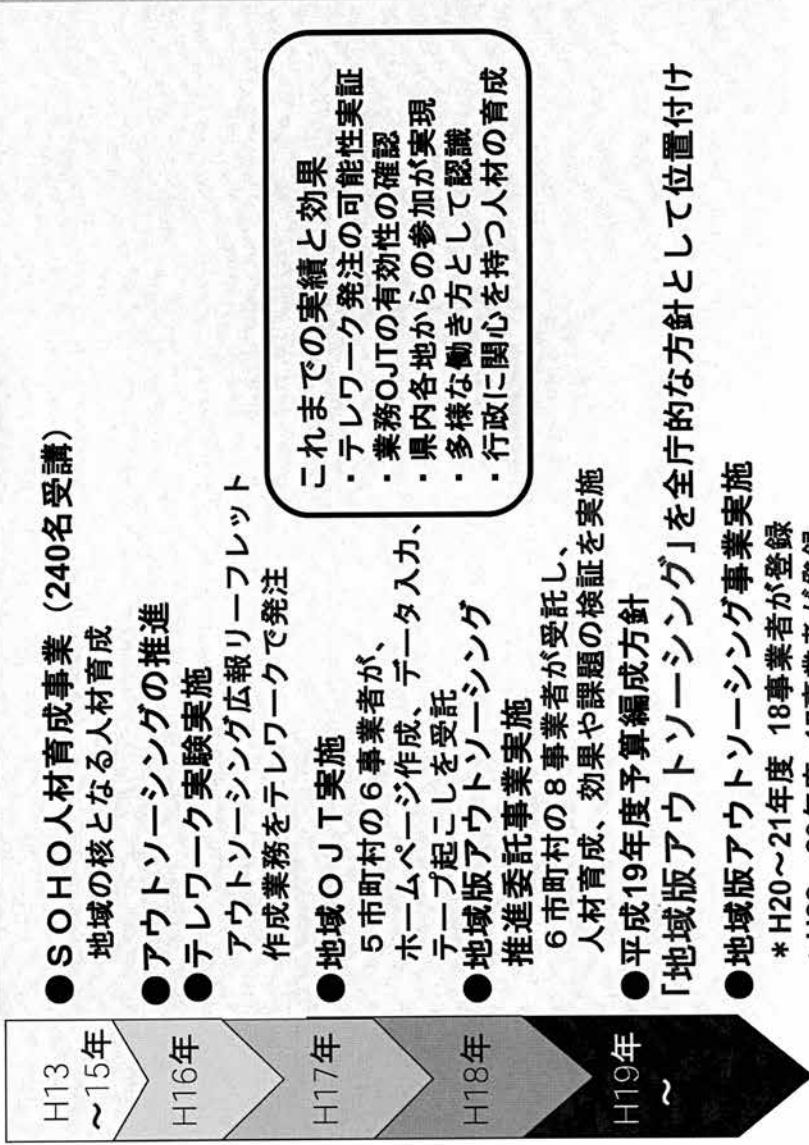 H13
～15年
●ＳＯＨＯ人材育成事業（240名受講）
地域の核となる人材育成
H16年
●アウトソーシングの推進
●テレワーク実験実施
アウトソーシング広報リーフレット
作成業務をテレワークで発注
H17年
●地域ＯＪＴ実施
５市町村の６事業者が、
ホームページ作成、データ入力、
テープ起こしを受託
H18年
●地域版アウトソーシング
推進委託事業実施
６市町村の８事業者が受託し、
人材育成、効果や課題の検証を実施
これまでの実績と効果
・テレワーク発注の可能性実証
・業務OJTの有効性の確認
・県内各地からの参加が実現
・多様な働き方として認識
・行政に関心を持つ人材の育成
H19年
～
●平成19年度予算編成方針
「地域版アウトソーシング」を全庁的な方針として位置付け
●地域版アウトソーシング事業実施
＊H20～21年度　18事業者が登録